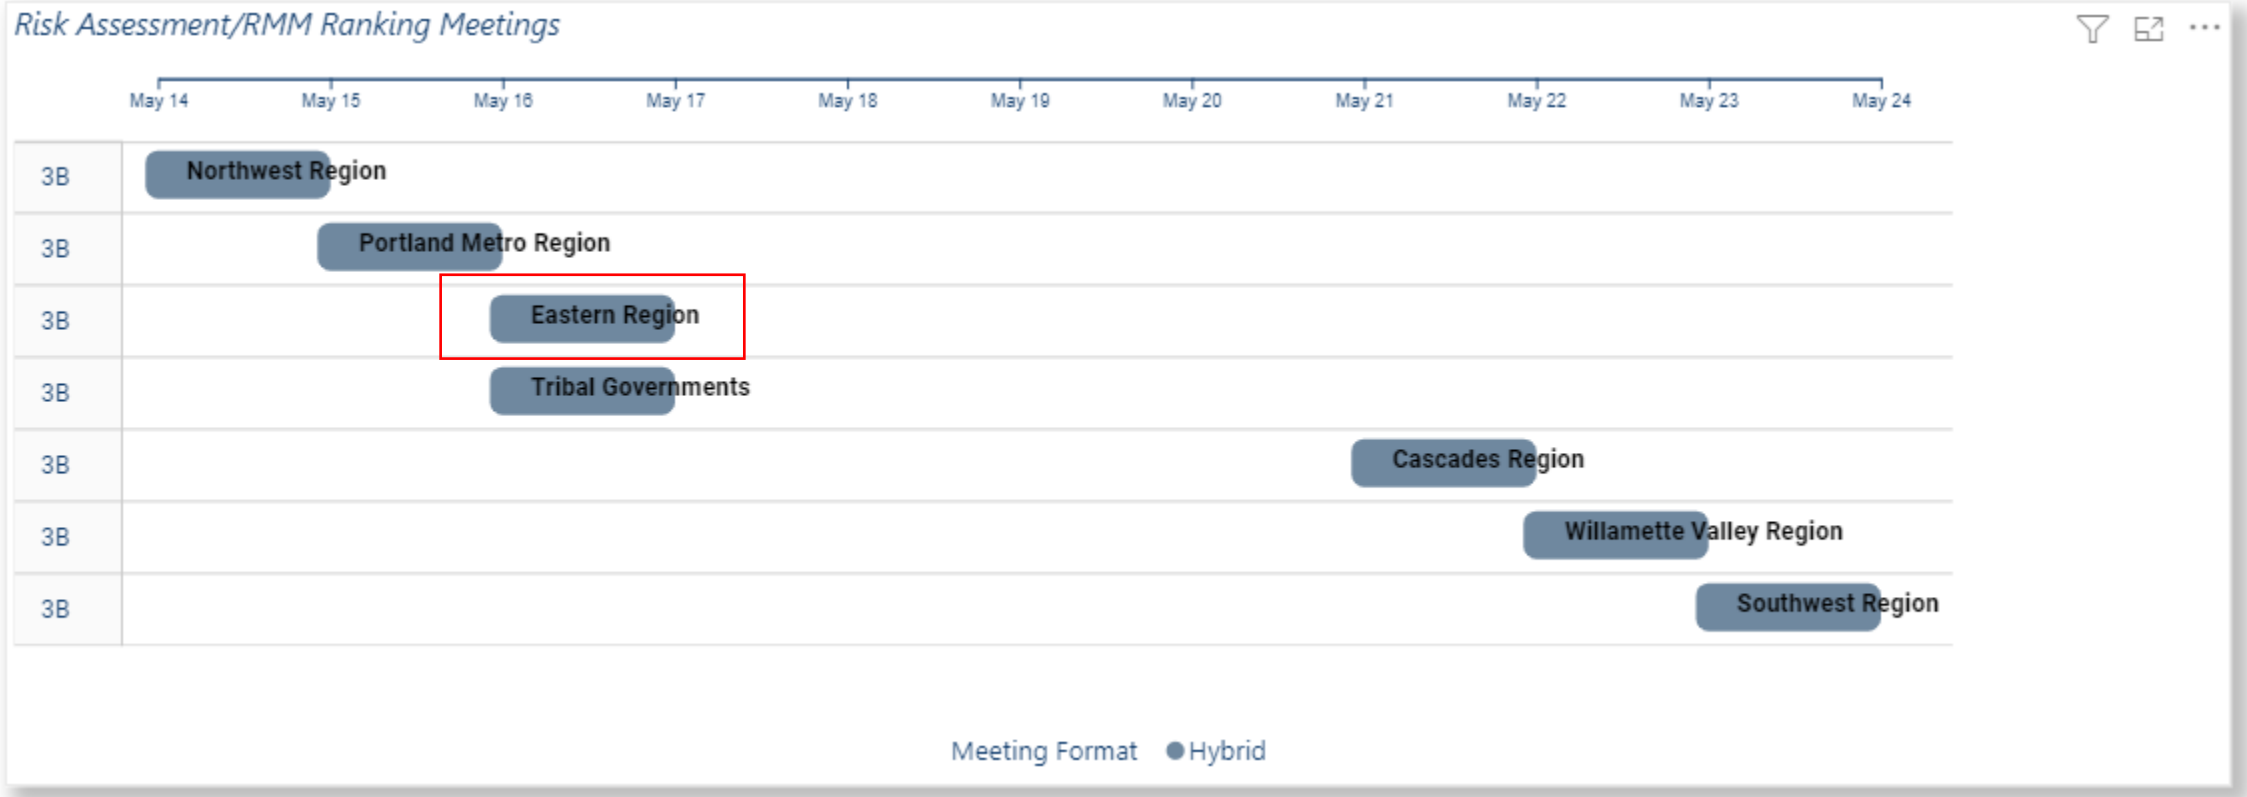 Risk Assessment/RMM Ranking Meetings
May 14 May 15 May 16 May 17 May 18 May 19 May 20 May 21 May 22 May 23 May 24
3B Northwest Region
3B Portland Metro Region
3B Eastern Region
3B Tribal Governments
3B Cascades Region
3B Willamette Valley Region
3B Southwest Region
Meeting Format Hybrid